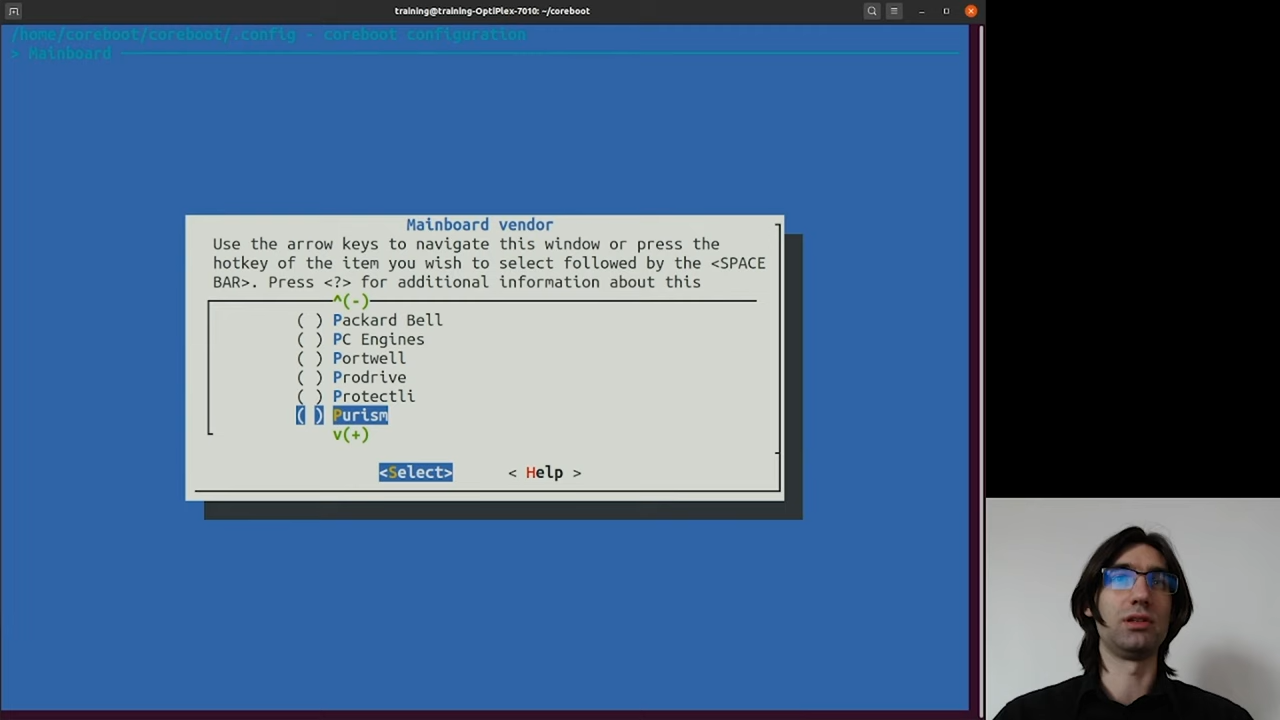 training@training-OptiPlex-7010: ~/coreboot
/home/coreboot/coreboot/.config - coreboot configuration
> Mainboard
Mainboard vendor
Use the arrow keys to navigate this window or press the
hotkey of the item you wish to select followed by the <SPACE
BAR>. Press <?> for additional information about this
^(-)
( ) Packard Bell
( ) PC Engines
( ) Portwell
( ) Prodrive
( ) Protectli
( ) Purism
v(+)
<Select> < Help >